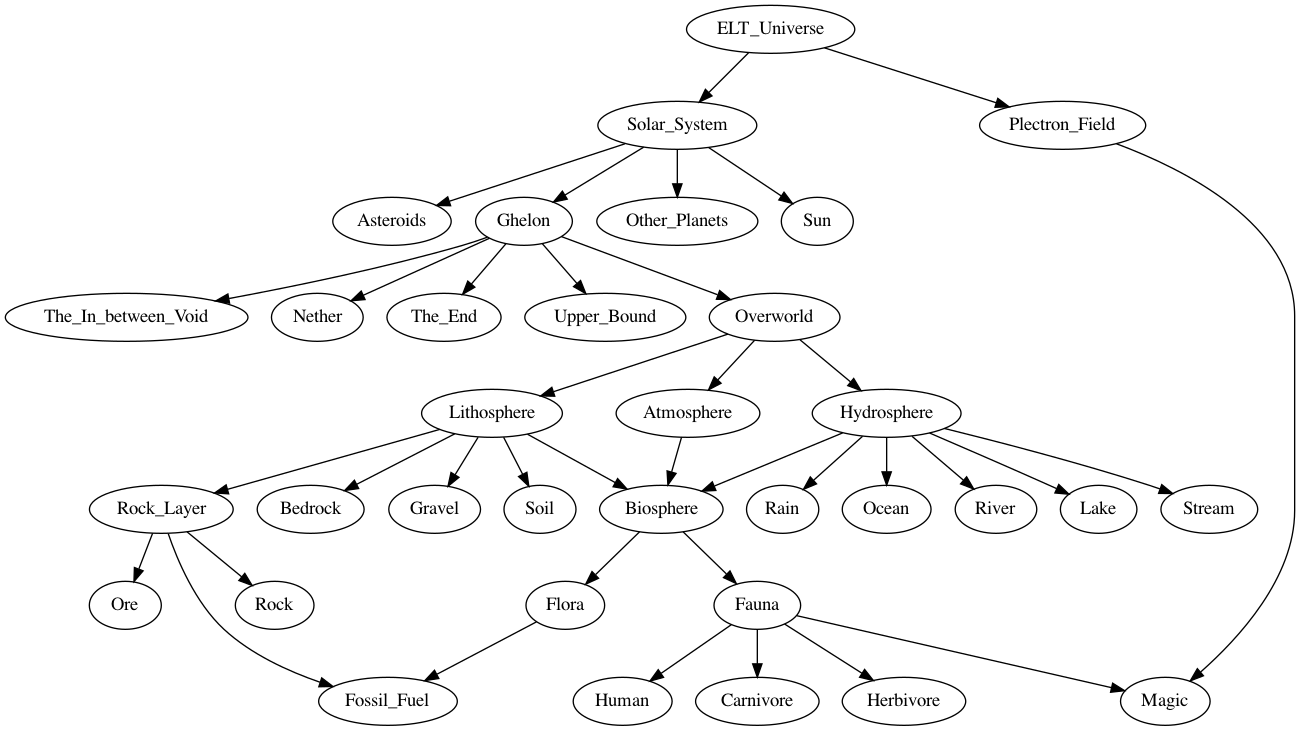 ELT_Universe
Solar_System
Plectron_Field
Asteroids
Ghelon
Other_Planets
Sun
The_In_between_Void
Nether
The_End
Upper_Bound
Overworld
Lithosphere
Atmosphere
Hydrosphere
Rock_Layer
Bedrock
Gravel
Soil
Biosphere
Rain
Ocean
River
Lake
Stream
Ore
Rock
Flora
Fauna
Fossil_Fuel
Human
Carnivore
Herbivore
Magic